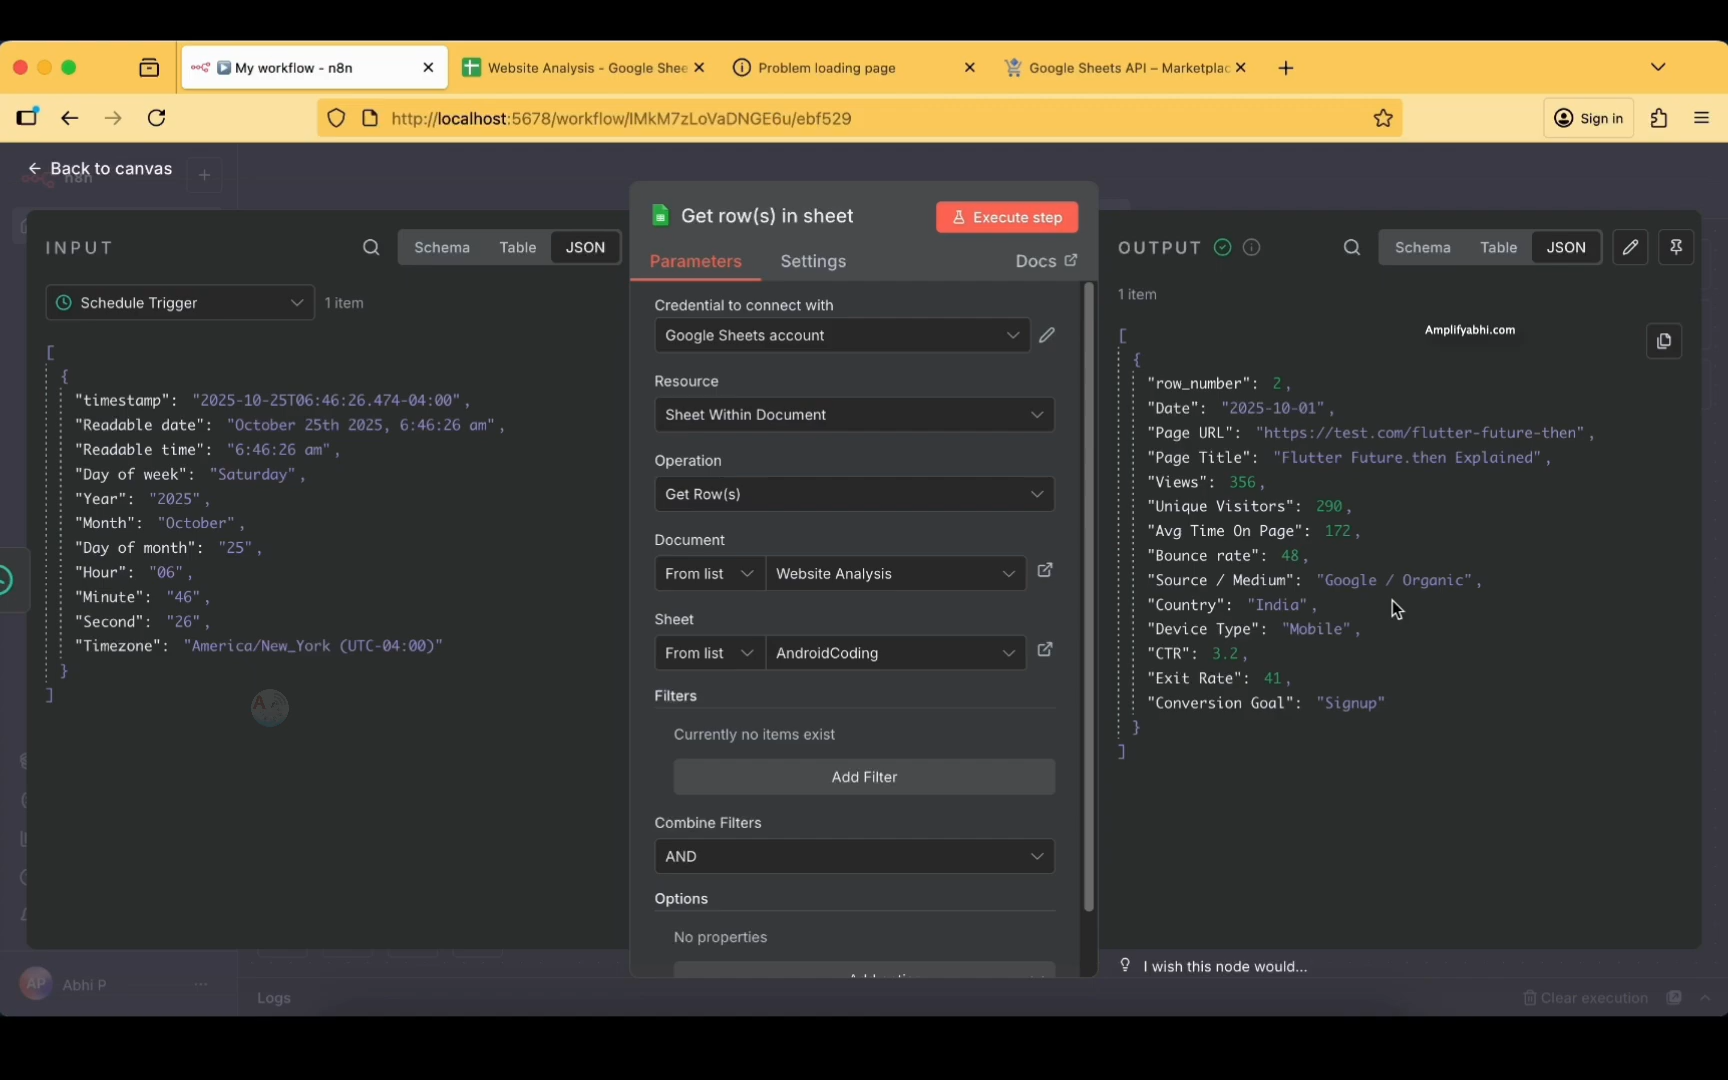 My workflow - n8n
Website Analysis - Google Shee
Problem loading page
Google Sheets API – Marketplac
http://localhost:5678/workflow/lMkM7zLoVaDNGE6u/ebf529
Sign in
Back to canvas
n8n
Get row(s) in sheet
Execute step
Parameters
Settings
Docs
INPUT
Schema
Table
JSON
Schedule Trigger
1 item
[
{
"timestamp": "2025-10-25T06:46:26.474-04:00",
"Readable date": "October 25th 2025, 6:46:26 am",
"Readable time": "6:46:26 am",
"Day of week": "Saturday",
"Year": "2025",
"Month": "October",
"Day of month": "25",
"Hour": "06",
"Minute": "46",
"Second": "26",
"Timezone": "America/New_York (UTC-04:00)"
}
]
Credential to connect with
Google Sheets account
Resource
Sheet Within Document
Operation
Get Row(s)
Document
From list
Website Analysis
Sheet
From list
AndroidCoding
Filters
Currently no items exist
Add Filter
Combine Filters
AND
Options
No properties
OUTPUT
Schema
Table
JSON
1 item
Amplifyabhi.com
[
{
"row_number": 2,
"Date": "2025-10-01",
"Page URL": "https://test.com/flutter-future-then",
"Page Title": "Flutter Future.then Explained",
"Views": 356,
"Unique Visitors": 290,
"Avg Time On Page": 172,
"Bounce rate": 48,
"Source / Medium": "Google / Organic",
"Country": "India",
"Device Type": "Mobile",
"CTR": 3.2,
"Exit Rate": 41,
"Conversion Goal": "Signup"
}
]
I wish this node would...
AP
Abhi P
Logs
Clear execution